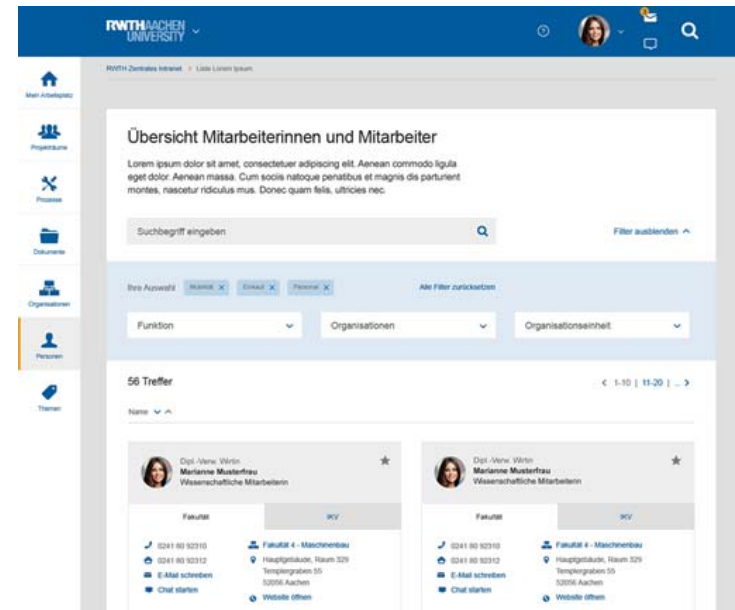 RWTHAACHEN
UNIVERSITY
RWTH Zentrales Intranet > Liste Lorem Ipsum
Mein Arbeitsplatz
Projekträume
Prozesse
Dokumente
Organisationen
Personen
Themen
Übersicht Mitarbeiterinnen und Mitarbeiter
Lorem ipsum dolor sit amet, consectetuer adipiscing elit. Aenean commodo ligula
eget dolor. Aenean massa. Cum sociis natoque penatibus et magnis dis parturient
montes, nascetur ridiculus mus. Donec quam felis, ultricies nec.
Suchbegriff eingeben
Filter ausblenden
Ihre Auswahl Mobilität X Einkauf X Personal X Alle Filter zurücksetzen
Funktion Organisationen Organisationseinheit
56 Treffer
< 1-10 | 11-20 | ... >
Name
Dipl.-Verw. Wirtin
Marianne Musterfrau
Wissenschaftliche Mitarbeiterin
Fakultät IKV
0241 80 92310
0241 80 92312
E-Mail schreiben
Chat starten
Fakultät 4 - Maschinenbau
Hauptgebäude, Raum 329
Templergraben 55
52056 Aachen
Website öffnen
Dipl.-Verw. Wirtin
Marianne Musterfrau
Wissenschaftliche Mitarbeiterin
Fakultät IKV
0241 80 92310
0241 80 92312
E-Mail schreiben
Chat starten
Fakultät 4 - Maschinenbau
Hauptgebäude, Raum 329
Templergraben 55
52056 Aachen
Website öffnen